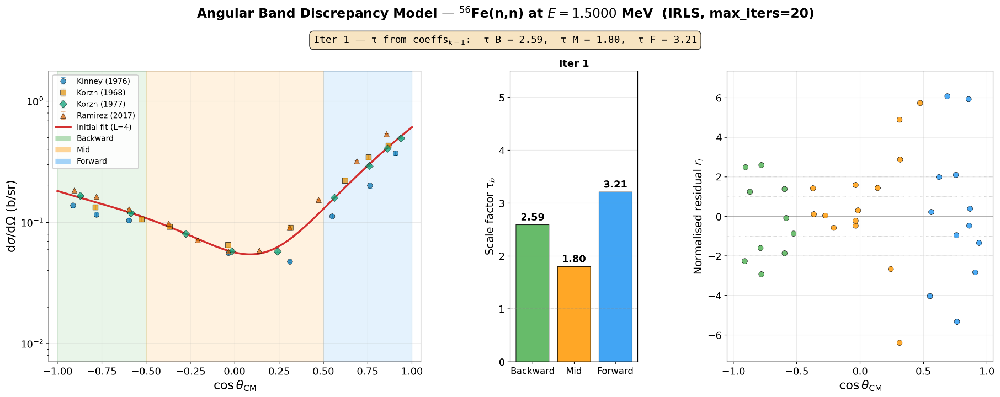 Angular Band Discrepancy Model — ⁵⁶Fe(n,n) at E = 1.5000 MeV (IRLS, max_iters=20)
Iter 1 — τ from coeffsₖ₋₁: τ_B = 2.59, τ_M = 1.80, τ_F = 3.21
dσ/dΩ (b/sr)
10⁰
10⁻¹
10⁻²
Kinney (1976)
Korzh (1968)
Korzh (1977)
Ramirez (2017)
Initial fit (L=4)
Backward
Mid
Forward
−1.00 −0.75 −0.50 −0.25 0.00 0.25 0.50 0.75 1.00
cos θ_CM
Iter 1
Scale factor τ_b
5
4
3
2
1
0
2.59
1.80
3.21
Backward Mid Forward
Normalised residual r_i
6
4
2
0
−2
−4
−6
−1.0 −0.5 0.0 0.5 1.0
cos θ_CM